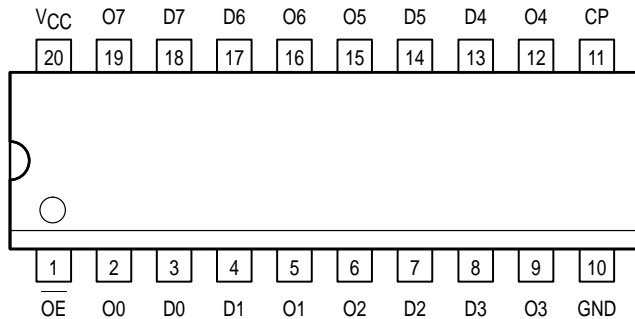 VCC O7 D7 D6 O6 O5 D5 D4 O4 CP
20 19 18 17 16 15 14 13 12 11
1 2 3 4 5 6 7 8 9 10
OE O0 D0 D1 O1 O2 D2 D3 O3 GND